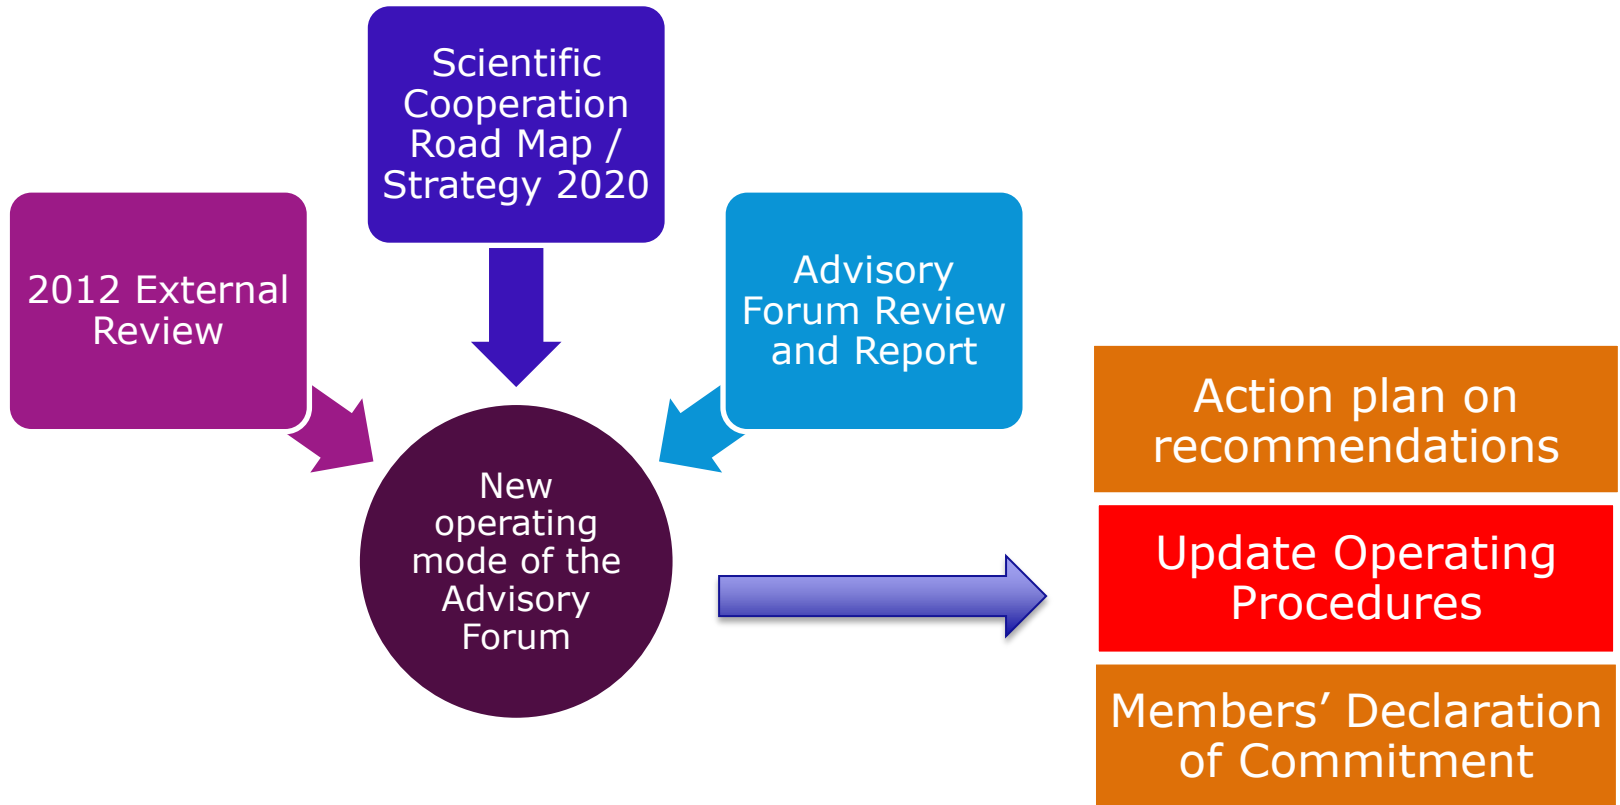 Scientific
Cooperation
Road Map /
Strategy 2020
2012 External
Review
Advisory
Forum Review
and Report
New
operating
mode of the
Advisory
Forum
Action plan on
recommendations
Update Operating
Procedures
Members’ Declaration
of Commitment